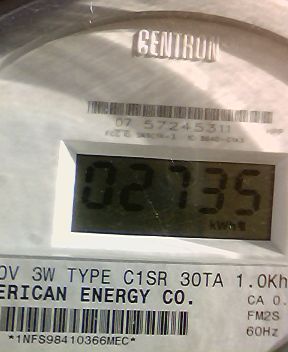 CENTRON
07 57245311
02735
kWh
0V 3W TYPE C1SR 30TA 1.0Kh
ERICAN ENERGY CO.
CA 0.
FM2S
60Hz
*1NFS98410366MEC*